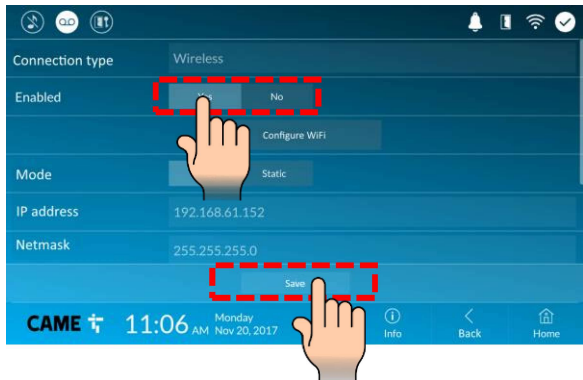 Connection type Wireless
Enabled Yes No
Configure WiFi
Mode Static
IP address 192.168.61.152
Netmask 255.255.255.0
Save
CAME 11:06 AM Monday Nov 20, 2017 Info Back Home